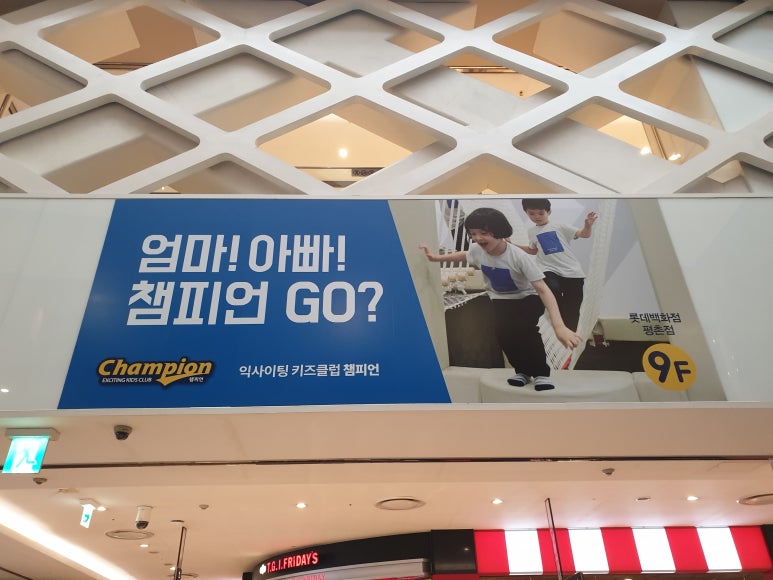 엄마! 아빠!
챔피언 GO?
Champion
EXCITING KIDS CLUB 챔피언
익사이팅 키즈클럽 챔피언
롯데백화점
평촌점
9F
T.G.I. FRiDAY'S